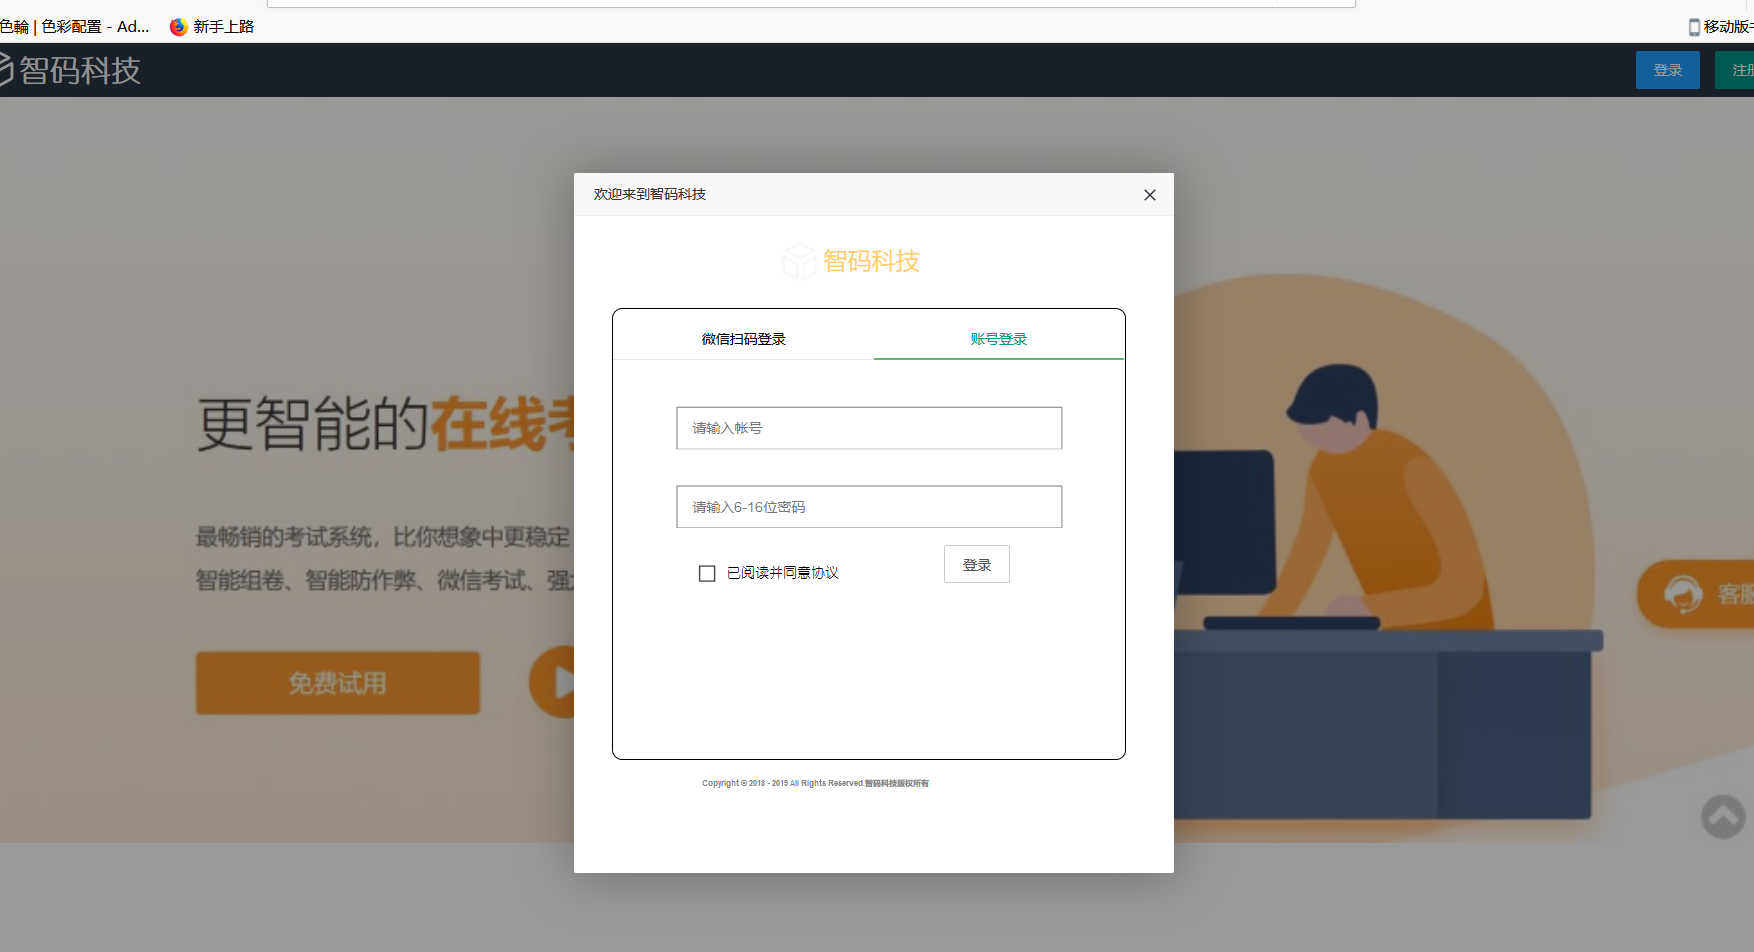 色輪 | 色彩配置 - Ad...
新手上路
移动版
智码科技
登录
注册
欢迎来到智码科技
智码科技
微信扫码登录
账号登录
更智能的在线考
请输入帐号
请输入6-16位密码
最畅销的考试系统，比你想象中更稳定
已阅读并同意协议
登录
智能组卷、智能防作弊、微信考试、强
客服
免费试用
Copyright © 2018 - 2019 All Rights Reserved.智码科技版权所有